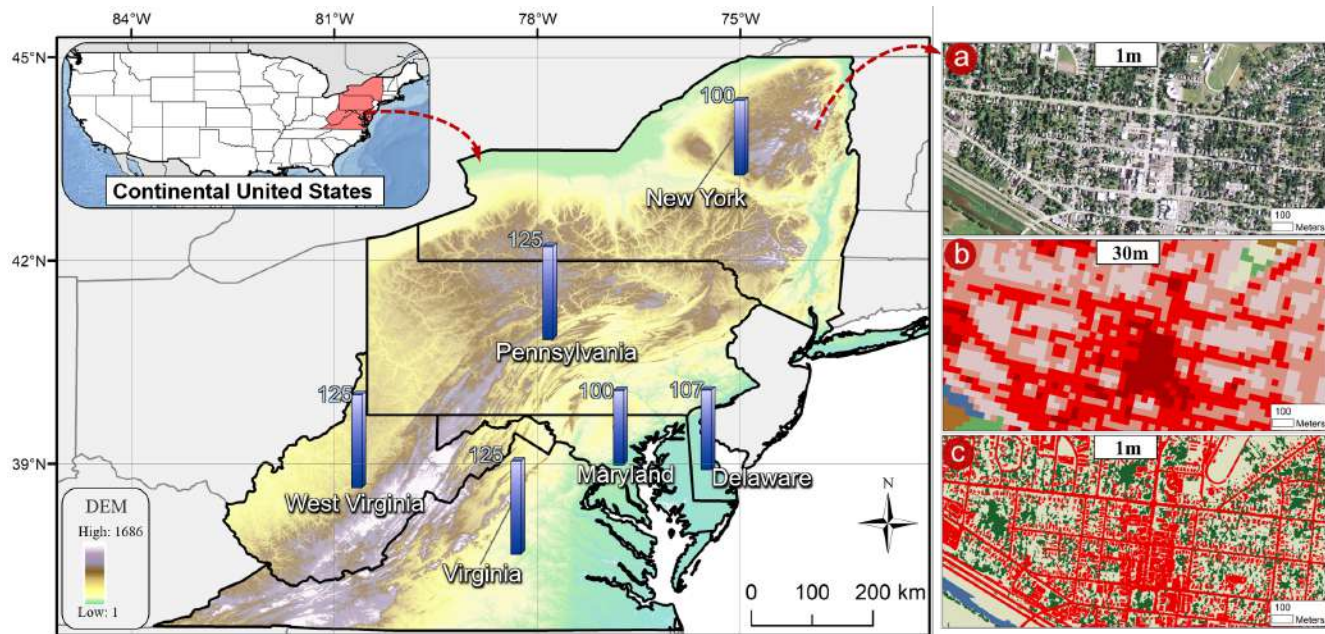 84°W
81°W
78°W
75°W
45°N
42°N
39°N
Continental United States
100
New York
125
Pennsylvania
125
West Virginia
125
Virginia
100
Maryland
107
Delaware
DEM
High: 1686
Low: 1
N
0 100 200 km
a
1m
100
Meters
b
30m
100
Meters
c
1m
100
Meters